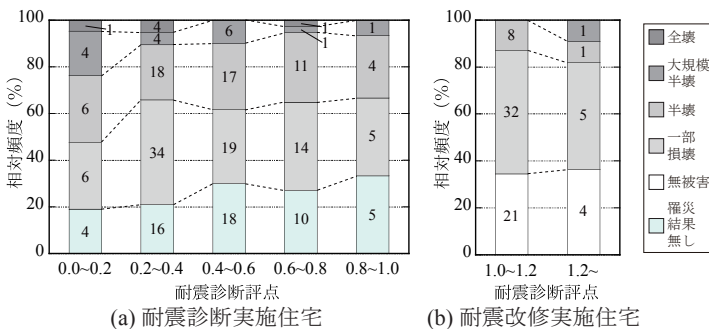 100
80
60
40
20
0
相対頻度 (%)
1
4
6
6
4
4
4
18
34
16
6
17
19
18
1
1
11
14
10
1
4
5
5
0.0~0.2 0.2~0.4 0.4~0.6 0.6~0.8 0.8~1.0
耐震診断評点
(a) 耐震診断実施住宅
100
80
60
40
20
0
相対頻度 (%)
8
32
21
1
1
5
4
1.0~1.2 1.2~
耐震診断評点
(b) 耐震改修実施住宅
全壊
大規模
半壊
半壊
一部
損壊
無被害
罹災
結果
無し